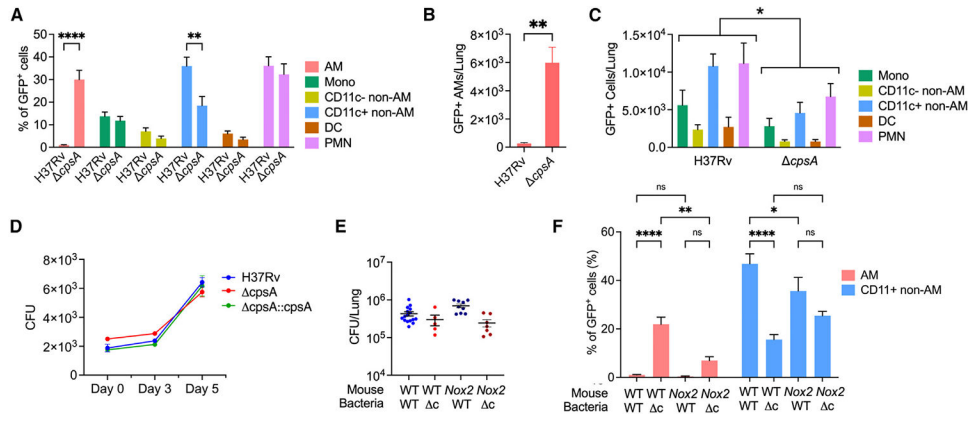 A
% of GFP⁺ cells
50
40
30
20
10
0
****
**
H37Rv
ΔcpsA
H37Rv
ΔcpsA
H37Rv
ΔcpsA
H37Rv
ΔcpsA
H37Rv
ΔcpsA
H37Rv
ΔcpsA
AM
Mono
CD11c- non-AM
CD11c+ non-AM
DC
PMN
B
GFP+ AMs/Lung
8×10³
6×10³
4×10³
2×10³
0
**
H37Rv
ΔcpsA
C
GFP+ Cells/Lung
1.5×10⁴
1.0×10⁴
5.0×10³
0.0
*
H37Rv
ΔcpsA
Mono
CD11c- non-AM
CD11c+ non-AM
DC
PMN
D
CFU
8×10³
6×10³
4×10³
2×10³
0
Day 0
Day 3
Day 5
H37Rv
ΔcpsA
ΔcpsA::cpsA
E
CFU/Lung
10⁷
10⁶
10⁵
10⁴
Mouse WT WT Nox2 Nox2
Bacteria WT Δc WT Δc
F
% of GFP⁺ cells (%)
60
40
20
0
ns
ns
**
*
****
ns
****
ns
Mouse WT WT Nox2 Nox2 WT WT Nox2 Nox2
Bacteria WT Δc WT Δc WT Δc WT Δc
AM
CD11+ non-AM